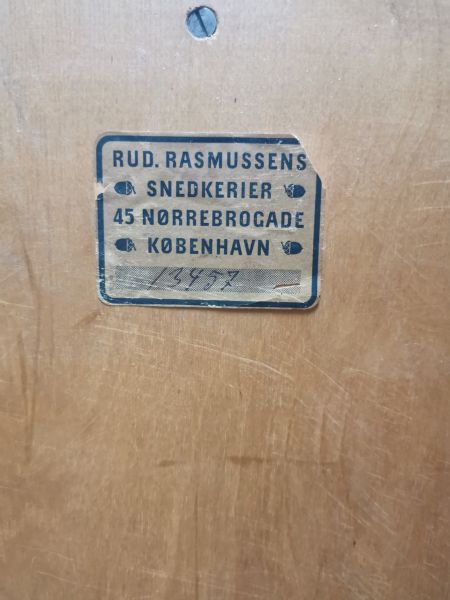 RUD. RASMUSSENS
SNEDKERIER
45 NØRREBROGADE
KØBENHAVN
13457